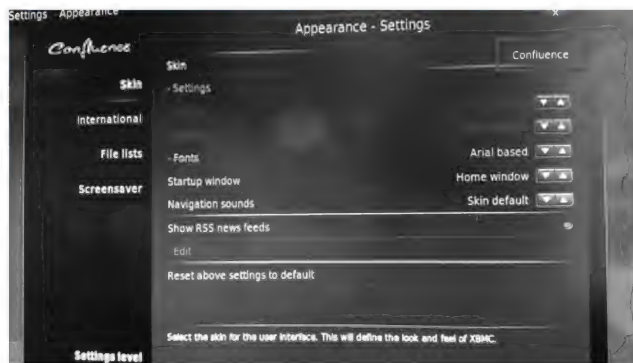 Settings Appearance
X
Appearance - Settings
Confluence
Skin
International
File lists
Screensaver
Settings level
Skin
Confluence
- Settings
- Fonts
Arial based
Startup window
Home window
Navigation sounds
Skin default
Show RSS news feeds
Edit
Reset above settings to default
Select the skin for the user interface. This will define the look and feel of XBMC.